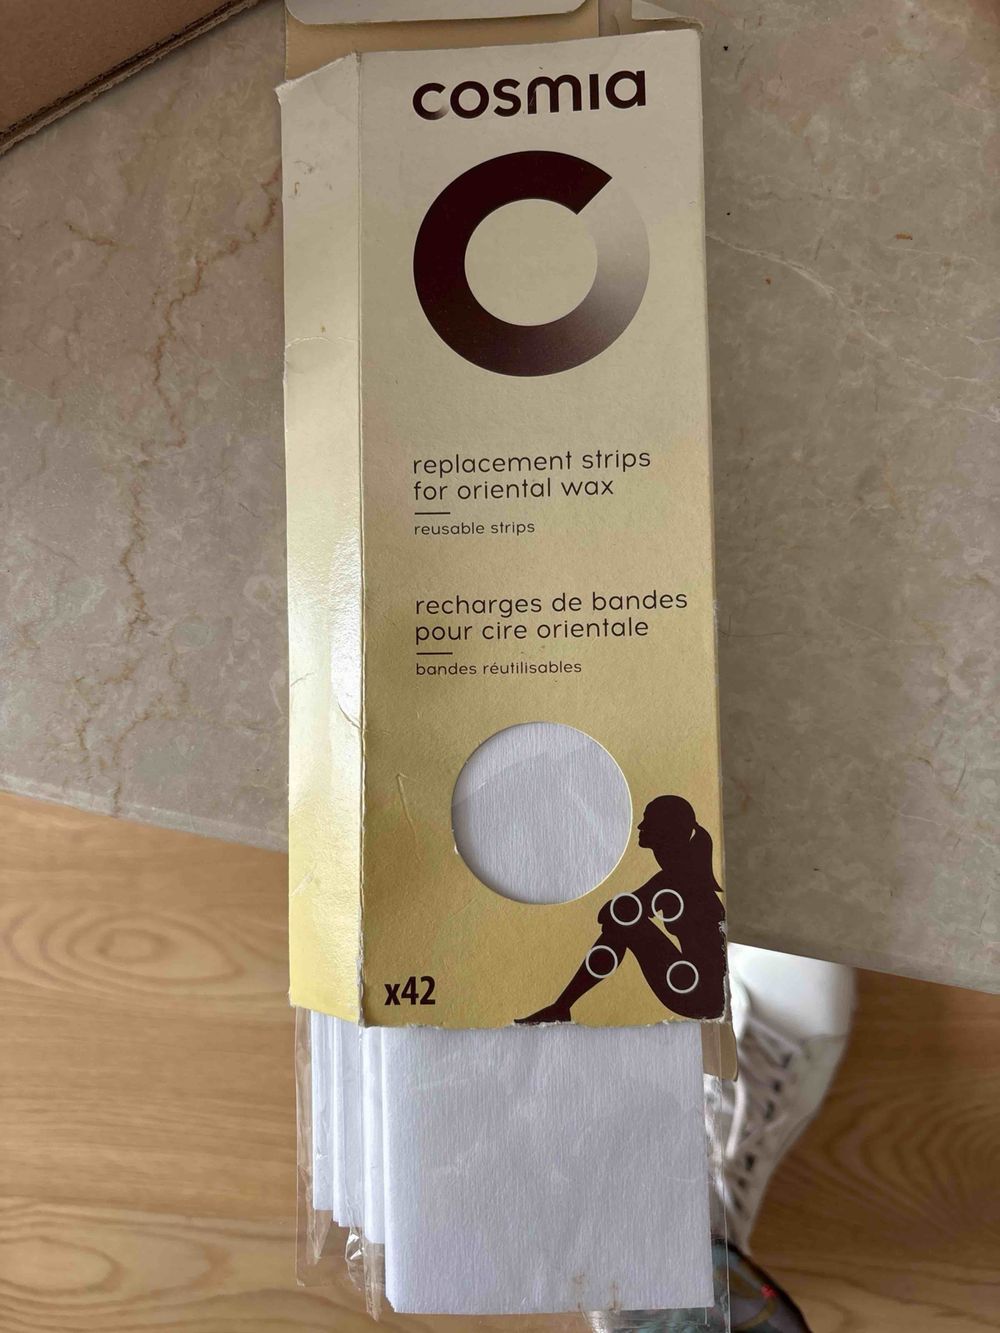 cosmia
replacement strips
for oriental wax
reusable strips
recharges de bandes
pour cire orientale
bandes réutilisables
x42